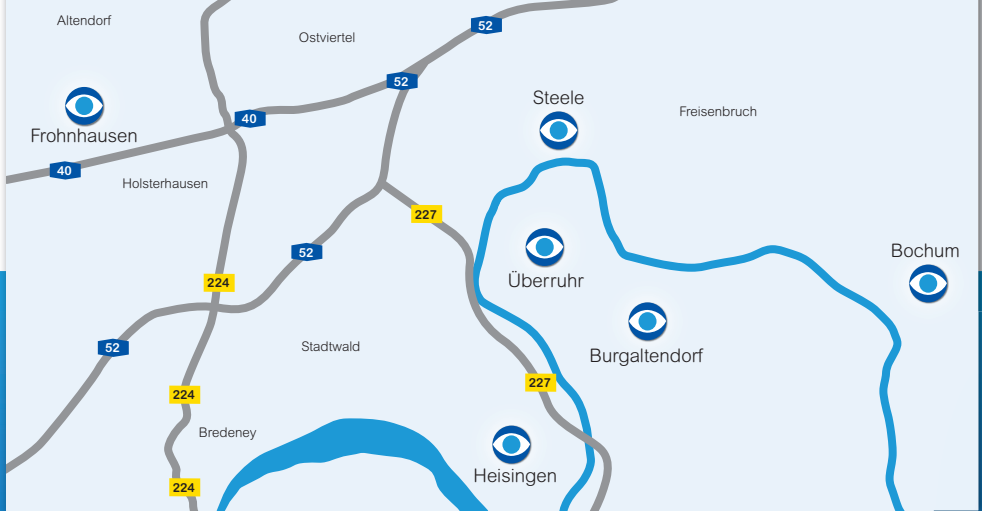 Altendorf
52
Ostviertel
52
Steele
Freisenbruch
40
Frohnhausen
40
Holsterhausen
227
52
Bochum
224
Überruhr
52
Stadtwald
Burgaltendorf
227
224
Bredeney
Heisingen
224